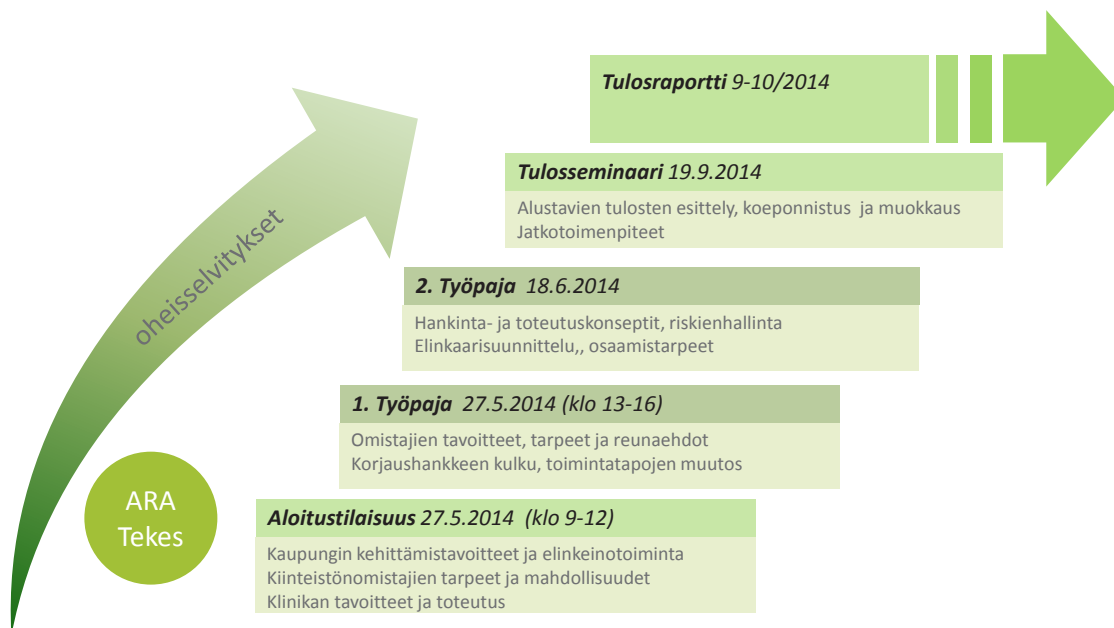 Tulosraportti 9-10/2014
Tulosseminaari 19.9.2014
Alustavien tulosten esittely, koeponnistus ja muokkaus
Jatkotoimenpiteet
oheisselvitykset
2. Työpaja 18.6.2014
Hankinta- ja toteutuskonseptit, riskienhallinta
Elinkaarisuunnittelu,, osaamistarpeet
1. Työpaja 27.5.2014 (klo 13-16)
Omistajien tavoitteet, tarpeet ja reunaehdot
Korjaushankkeen kulku, toimintatapojen muutos
ARA
Tekes
Aloitustilaisuus 27.5.2014 (klo 9-12)
Kaupungin kehittämistavoitteet ja elinkeinotoiminta
Kiinteistönomistajien tarpeet ja mahdollisuudet
Klinikan tavoitteet ja toteutus